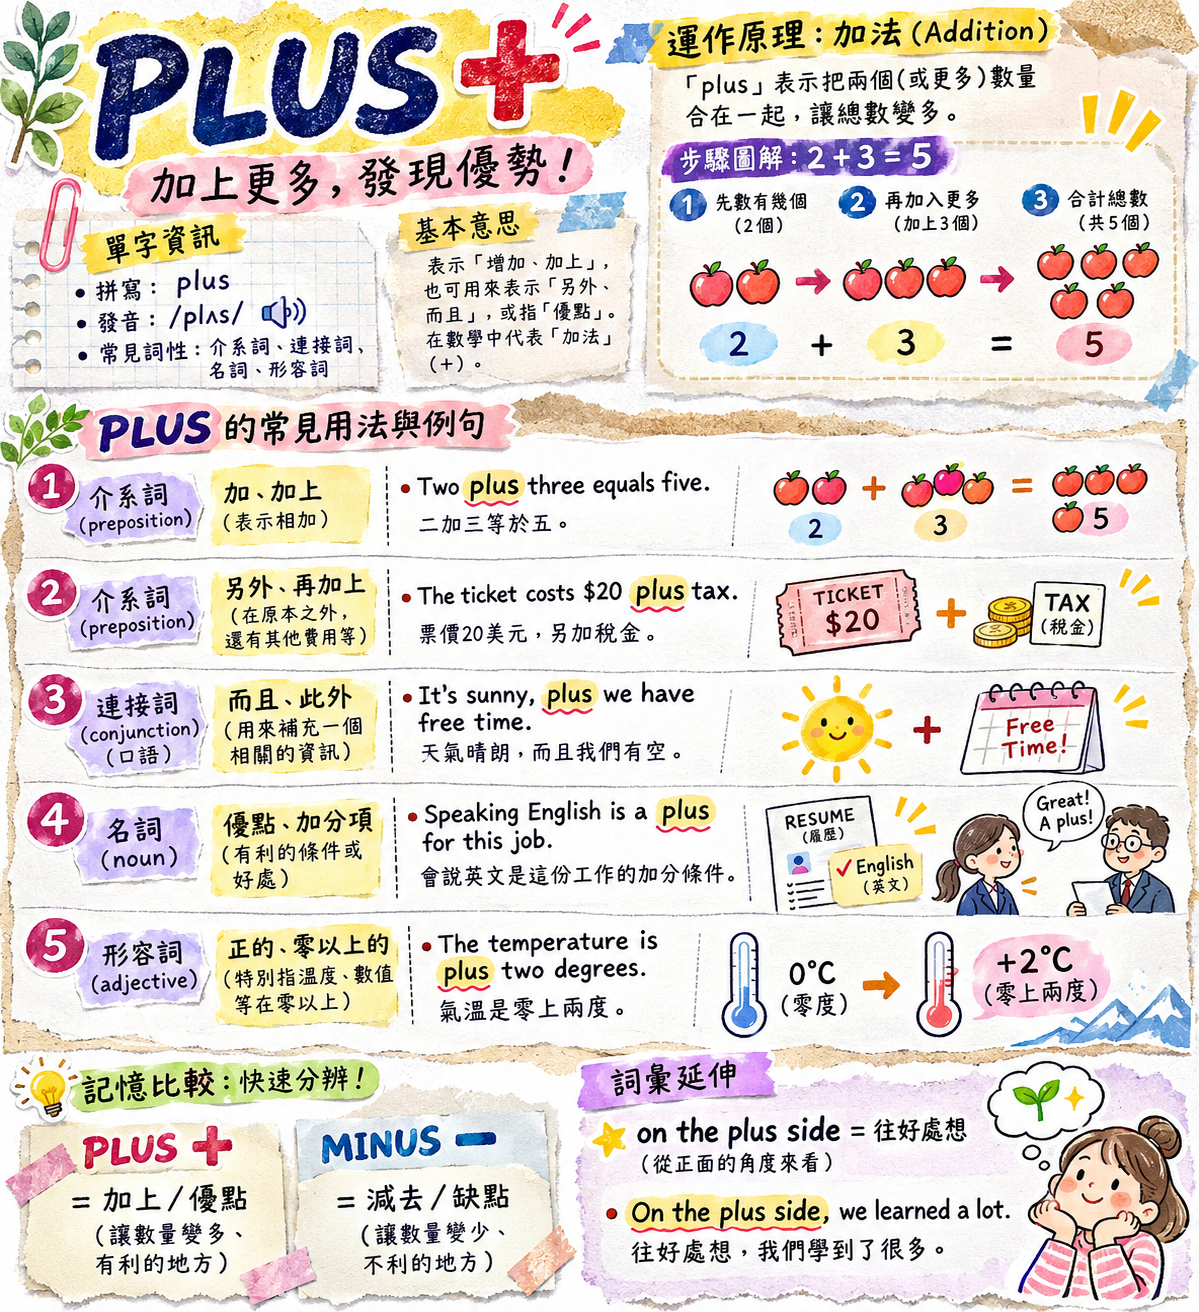 PLUS+
加上更多，發現優勢！
單字資訊
• 拼寫： plus
• 發音： /plʌs/
• 常見詞性：介系詞、連接詞、
名詞、形容詞
基本意思
表示「增加、加上」，
也可用來表示「另外、
而且」，或指「優點」。
在數學中代表「加法」
（+）。
運作原理：加法（Addition）
「plus」表示把兩個（或更多）數量
合在一起，讓總數變多。
步驟圖解：2+3=5
1 先數有幾個
（2個）
2 再加入更多
（加上3個）
3 合計總數
（共5個）
2 + 3 = 5
PLUS 的常見用法與例句
1 介系詞
(preposition)
加、加上
（表示相加）
• Two plus three equals five.
二加三等於五。
+ =
2 3 5
2 介系詞
(preposition)
另外、再加上
（在原本之外，
還有其他費用等）
• The ticket costs $20 plus tax.
票價20美元，另加稅金。
TICKET
$20
+
TAX
（稅金）
3 連接詞
(conjunction)
（口語）
而且、此外
（用來補充一個
相關的資訊）
• It's sunny, plus we have
free time.
天氣晴朗，而且我們有空。
+
Free
Time!
4 名詞
(noun)
優點、加分項
（有利的條件或
好處）
• Speaking English is a plus
for this job.
會說英文是這份工作的加分條件。
RESUME
（履歷）
✓ English
（英文）
Great!
A plus!
5 形容詞
(adjective)
正的、零以上的
（特別指溫度、數值
等在零以上）
• The temperature is
plus two degrees.
氣溫是零上兩度。
0°C
（零度）
+2°C
（零上兩度）
記憶比較：快速分辨！
PLUS +
= 加上／優點
（讓數量變多、
有利的地方）
MINUS −
= 減去／缺點
（讓數量變少、
不利的地方）
詞彙延伸
on the plus side = 往好處想
（從正面的角度來看）
• On the plus side, we learned a lot.
往好處想，我們學到了很多。